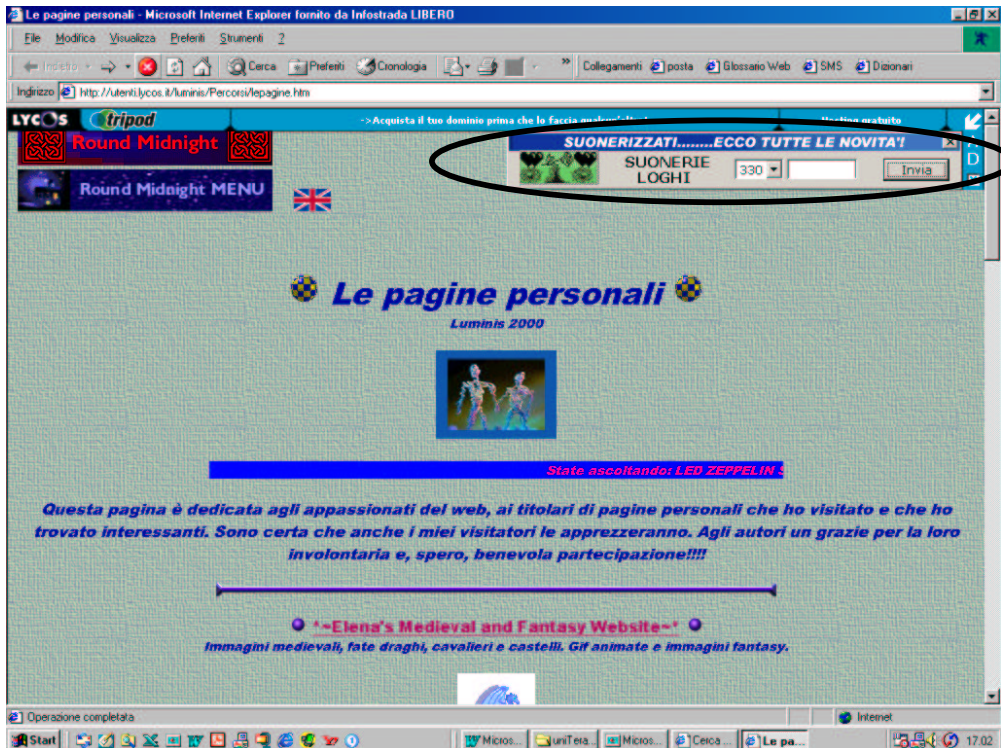 Le pagine personali - Microsoft Internet Explorer fornito da Infostrada LIBERO
File Modifica Visualizza Preferiti Strumenti ?
Indietro Cerca Preferiti Cronologia » Collegamenti posta Glossario Web SMS Dizionari
Indirizzo http://utenti.lycos.it/luminis/Percorsi/lepagine.htm
LYCOS tripod ->Acquista il tuo dominio prima che lo faccia Hosting gratuito
Round Midnight
SUONERIZZATI........ECCO TUTTE LE NOVITA'!
SUONERIE
LOGHI
330
Invia
Round Midnight MENU
Le pagine personali
Luminis 2000
State ascoltando: LED ZEPPELIN S
Questa pagina è dedicata agli appassionati del web, ai titolari di pagine personali che ho visitato e che ho
trovato interessanti. Sono certa che anche i miei visitatori le apprezzeranno. Agli autori un grazie per la loro
involontaria e, spero, benevola partecipazione!!!!
*~Elena's Medieval and Fantasy Website~*
Immagini medievali, fate draghi, cavalieri e castelli. Gif animate e immagini fantasy.
Operazione completata
Internet
Start Micros... uniTera... Micros... Cerca ... Le pa... 17.02